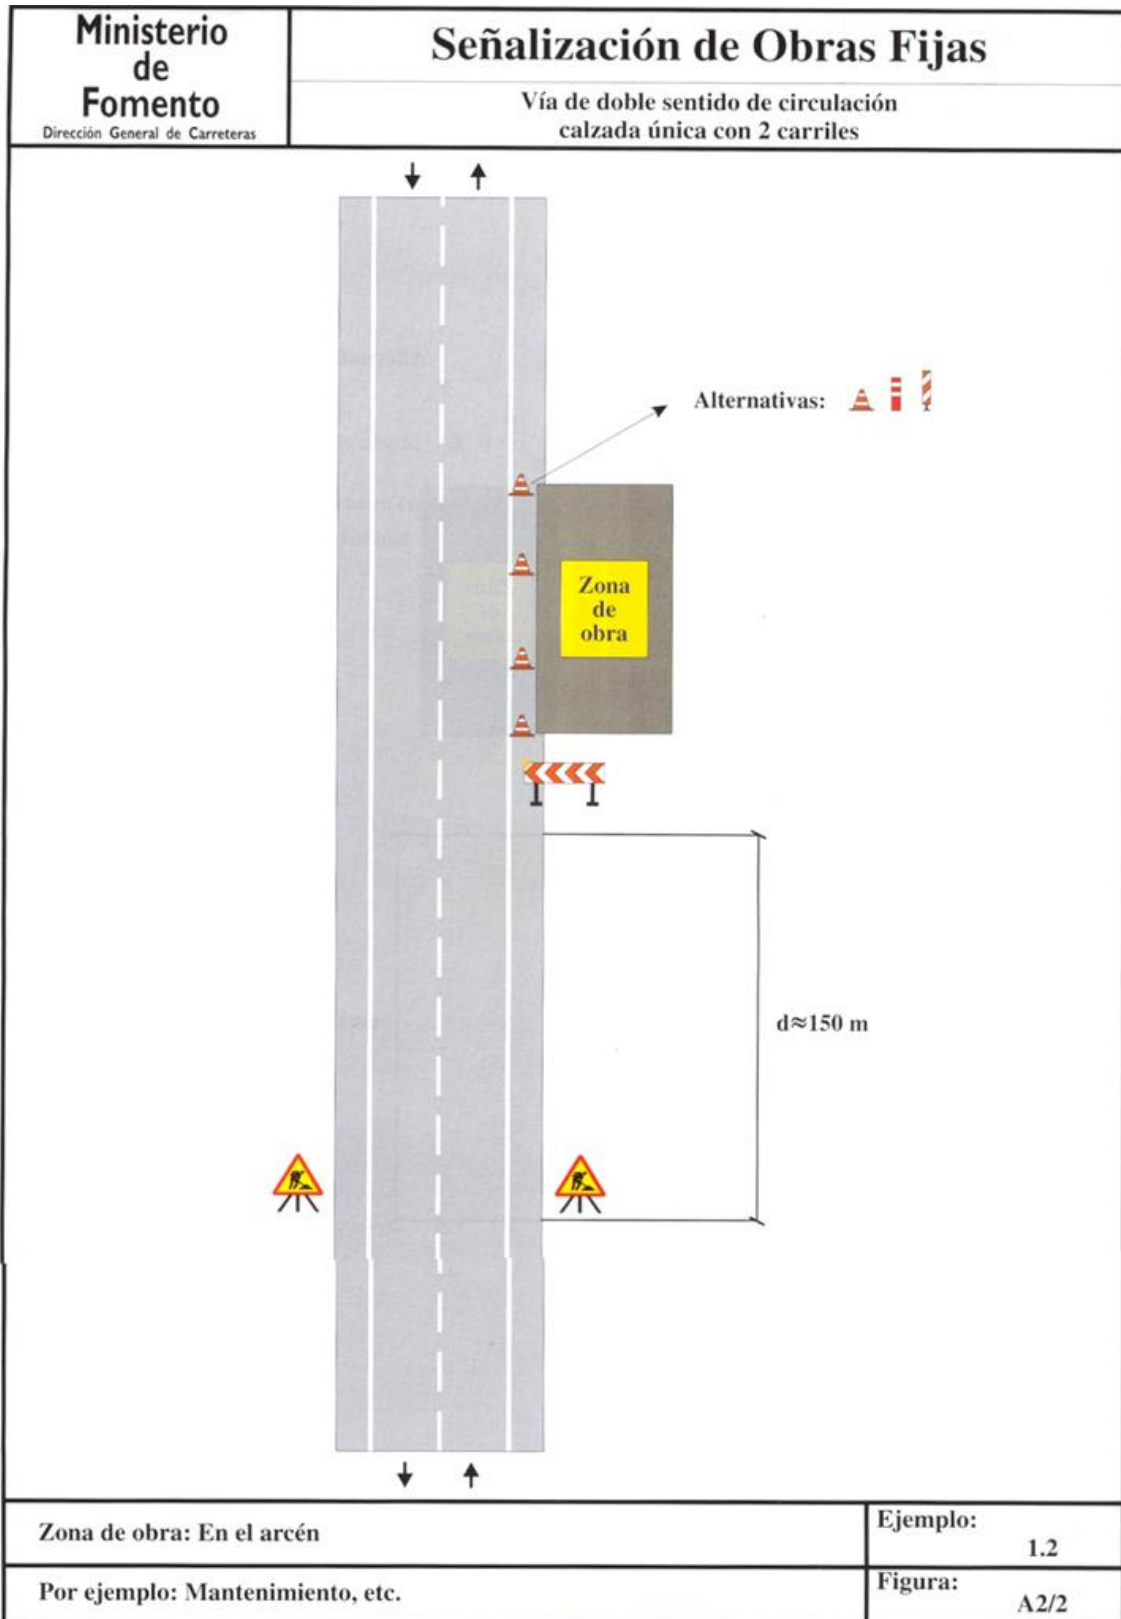 Ministerio
de
Fomento
Dirección General de Carreteras
Señalización de Obras Fijas
Vía de doble sentido de circulación
calzada única con 2 carriles
Alternativas:
Zona
de
obra
d≈150 m
Zona de obra: En el arcén
Ejemplo:
1.2
Por ejemplo: Mantenimiento, etc.
Figura:
A2/2